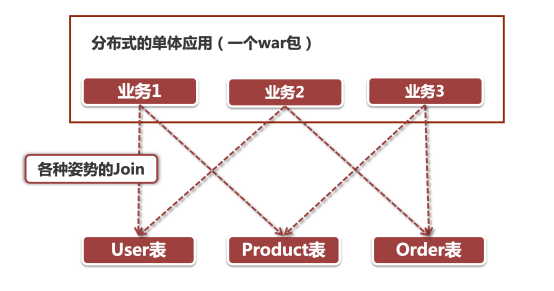 分布式的单体应用（一个war包）
业务1
业务2
业务3
各种姿势的Join
User表
Product表
Order表